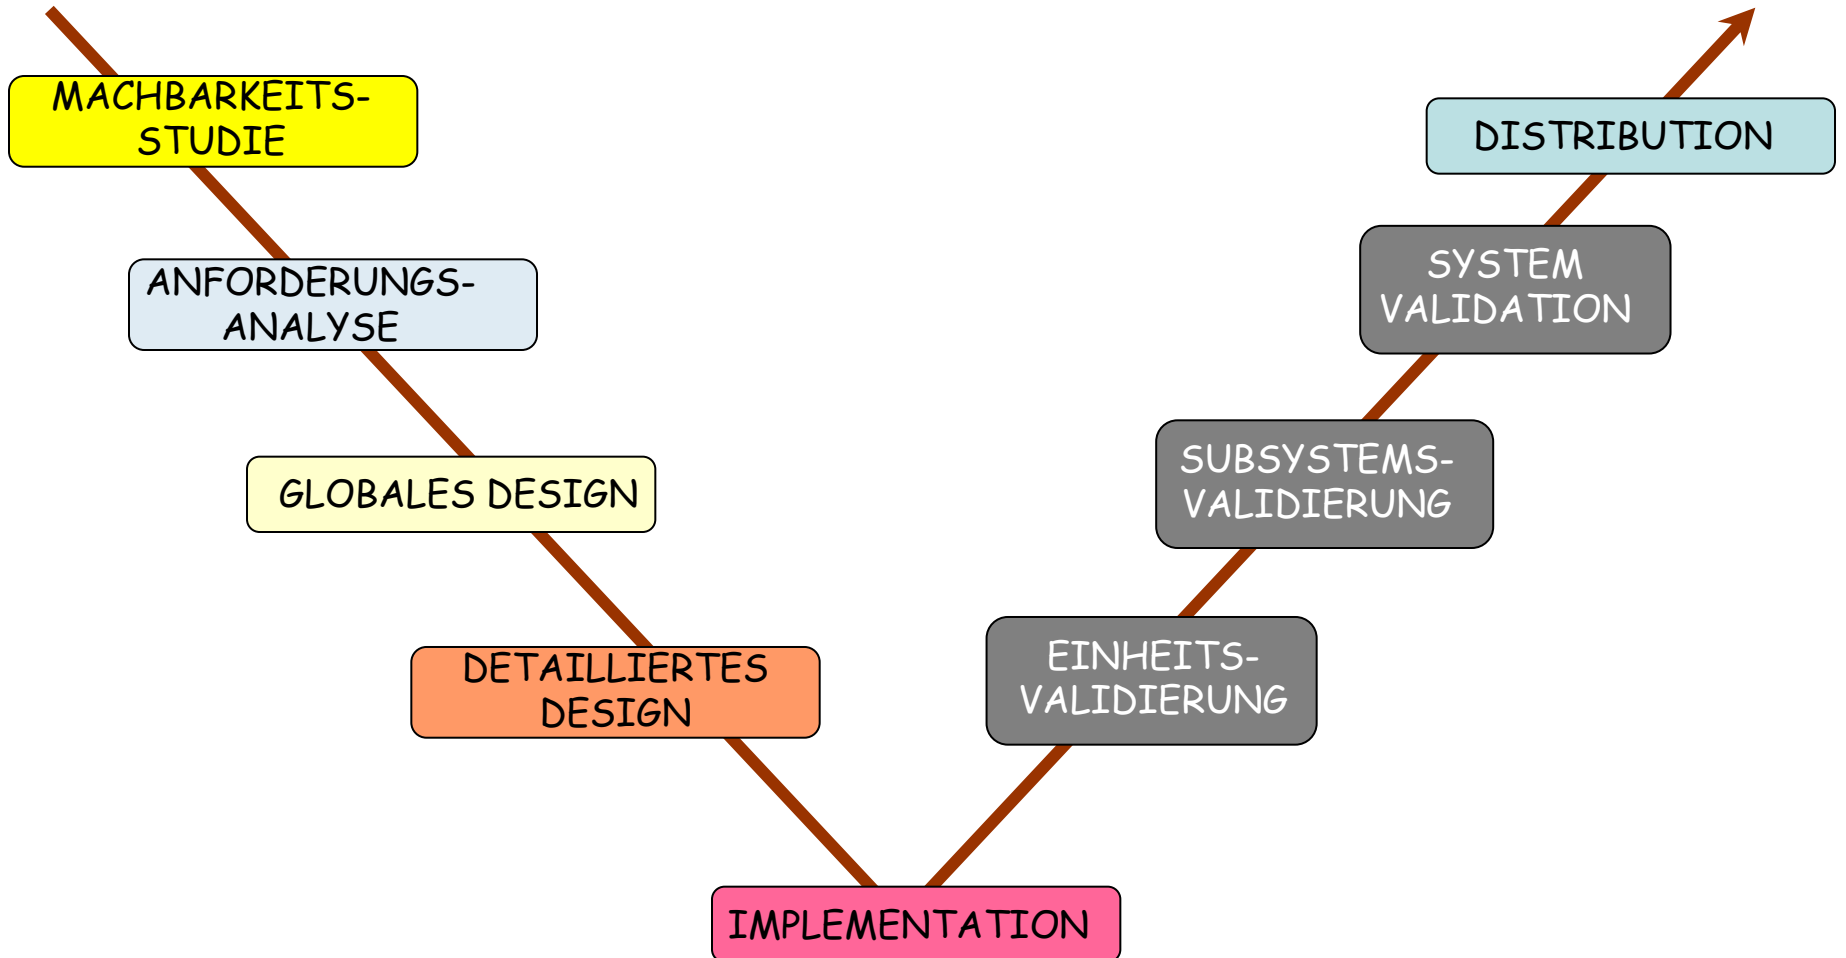 MACHBARKEITS-
STUDIE
ANFORDERUNGS-
ANALYSE
GLOBALES DESIGN
DETAILLIERTES
DESIGN
IMPLEMENTATION
EINHEITS-
VALIDIERUNG
SUBSYSTEMS-
VALIDIERUNG
SYSTEM
VALIDATION
DISTRIBUTION